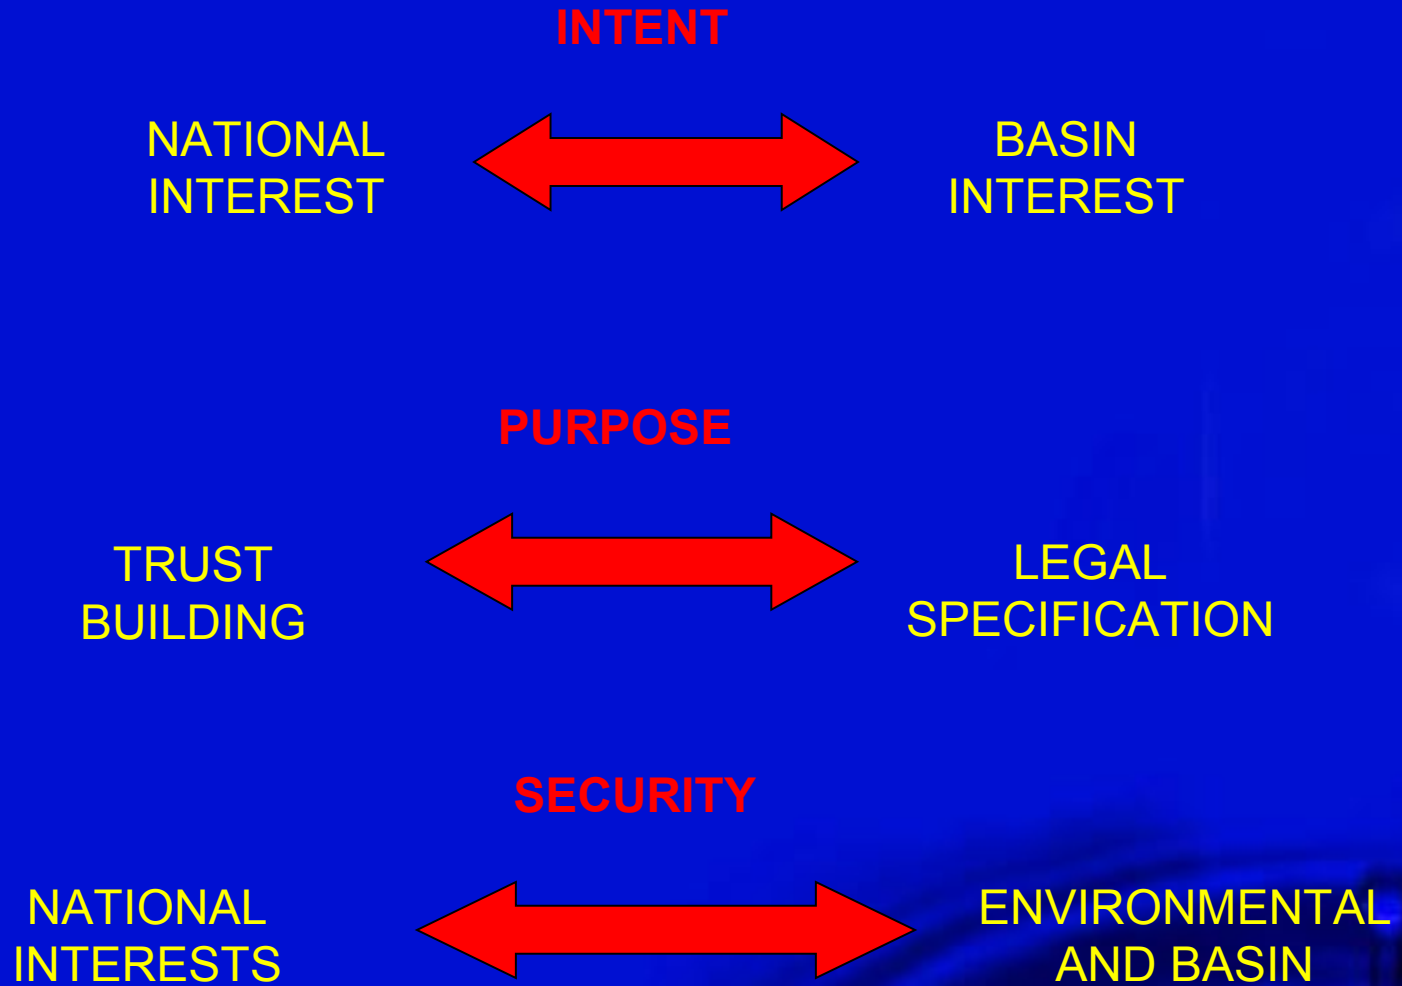 INTENT
NATIONAL
INTEREST
BASIN
INTEREST
PURPOSE
TRUST
BUILDING
LEGAL
SPECIFICATION
SECURITY
NATIONAL
INTERESTS
ENVIRONMENTAL
AND BASIN